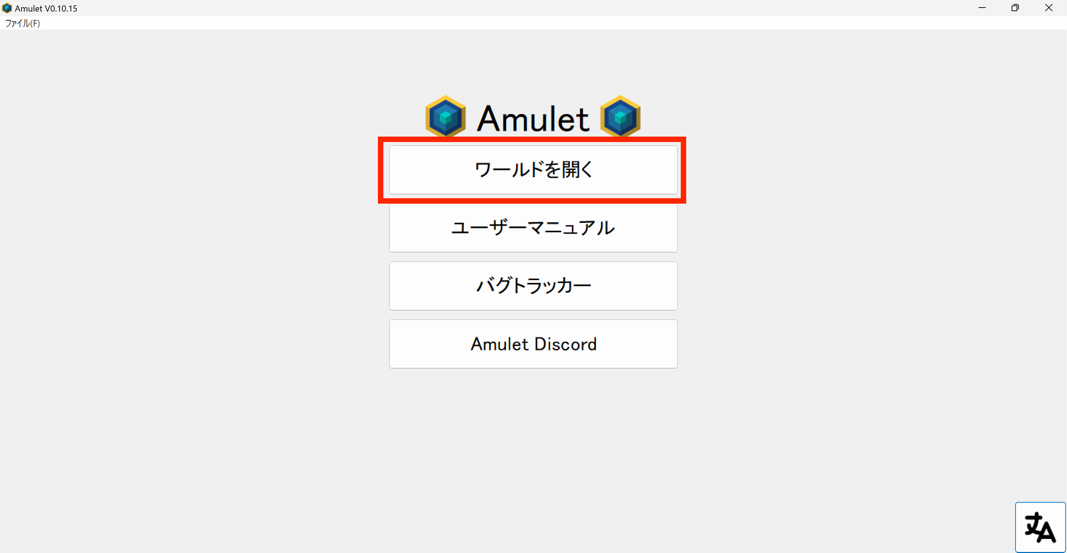 Amulet V0.10.15
ファイル(F)
Amulet
ワールドを開く
ユーザーマニュアル
バグトラッカー
Amulet Discord